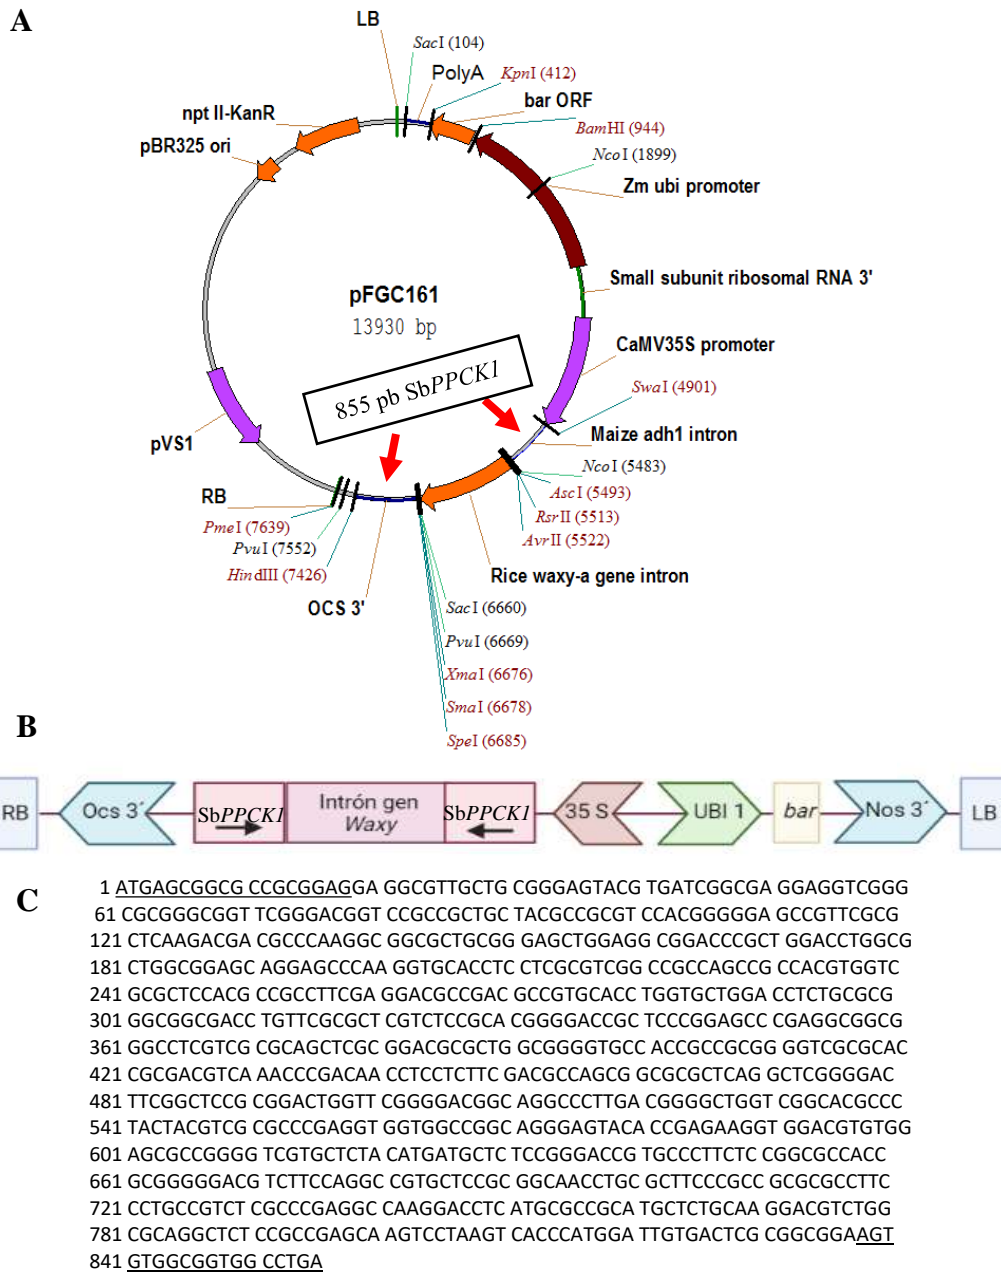 A
LB
SacI (104)
PolyA
KpnI (412)
npt II-KanR
bar ORF
BamHI (944)
pBR325 ori
NcoI (1899)
Zm ubi promoter
Small subunit ribosomal RNA 3'
pFGC161
13930 bp
CaMV35S promoter
855 pb SbPPCK1
SwaI (4901)
pVS1
Maize adh1 intron
NcoI (5483)
AscI (5493)
RB
RsrII (5513)
PmeI (7639)
AvrII (5522)
PvuI (7552)
HindIII (7426)
Rice waxy-a gene intron
OCS 3'
SacI (6660)
PvuI (6669)
XmaI (6676)
SmaI (6678)
SpeI (6685)
B
RB
Ocs 3´
SbPPCK1
Intrón gen
Waxy
SbPPCK1
35 S
UBI 1
bar
Nos 3´
LB
C
1 ATGAGCGGCG CCGCGGAGGA GGCGTTGCTG CGGGAGTACG TGATCGGCGA GGAGGTCGGG
61 CGCGGGCGGT TCGGGACGGT CCGCCGCTGC TACGCCGCGT CCACGGGGGA GCCGTTCGCG
121 CTCAAGACGA CGCCCAAGGC GGCGCTGCGG GAGCTGGAGG CGGACCCGCT GGACCTGGCG
181 CTGGCGGAGC AGGAGCCCAA GGTGCACCTC CTCGCGTCGG CCGCCAGCCG CCACGTGGTC
241 GCGCTCCACG CCGCCTTCGA GGACGCCGAC GCCGTGCACC TGGTGCTGGA CCTCTGCGCG
301 GGCGGCGACC TGTTCGCGCT CGTCTCCGCA CGGGGACCGC TCCCGGAGCC CGAGGCGGCG
361 GGCCTCGTCG CGCAGCTCGC GGACGCGCTG GCGGGGTGCC ACCGCCGCGG GGTCGCGCAC
421 CGCGACGTCA AACCCGACAA CCTCCTCTTC GACGCCAGCG GCGCGCTCAG GCTCGGGGAC
481 TTCGGCTCCG CGGACTGGTT CGGGGACGGC AGGCCCTTGA CGGGGCTGGT CGGCACGCCC
541 TACTACGTCG CGCCCGAGGT GGTGGCCGGC AGGGAGTACA CCGAGAAGGT GGACGTGTGG
601 AGCGCCGGGG TCGTGCTCTA CATGATGCTC TCCGGGACCG TGCCCTTCTC CGGCGCCACC
661 GCGGGGGACG TCTTCCAGGC CGTGCTCCGC GGCAACCTGC GCTTCCCGCC GCGCGCCTTC
721 CCTGCCGTCT CGCCCGAGGC CAAGGACCTC ATGCGCCGCA TGCTCTGCAA GGACGTCTGG
781 CGCAGGCTCT CCGCCGAGCA AGTCCTAAGT CACCCATGGA TTGTGACTCG CGGCGGAAGT
841 GTGGCGGTGG CCTGA